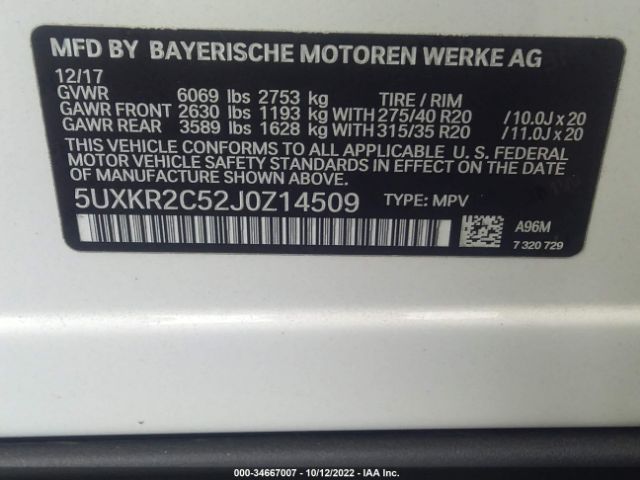 MFD BY BAYERISCHE MOTOREN WERKE AG
12/17
GVWR 6069 lbs 2753 kg TIRE / RIM
GAWR FRONT 2630 lbs 1193 kg WITH 275/40 R20 /10.0J x 20
GAWR REAR 3589 lbs 1628 kg WITH 315/35 R20 /11.0J x 20
THIS VEHICLE CONFORMS TO ALL APPLICABLE U. S. FEDERAL
MOTOR VEHICLE SAFETY STANDARDS IN EFFECT ON THE
DATE OF MANUFACTURE SHOWN ABOVE.
5UXKR2C52J0Z14509 TYPE: MPV
A96M
7 320 729
000-34667007 - 10/12/2022 - IAA Inc.